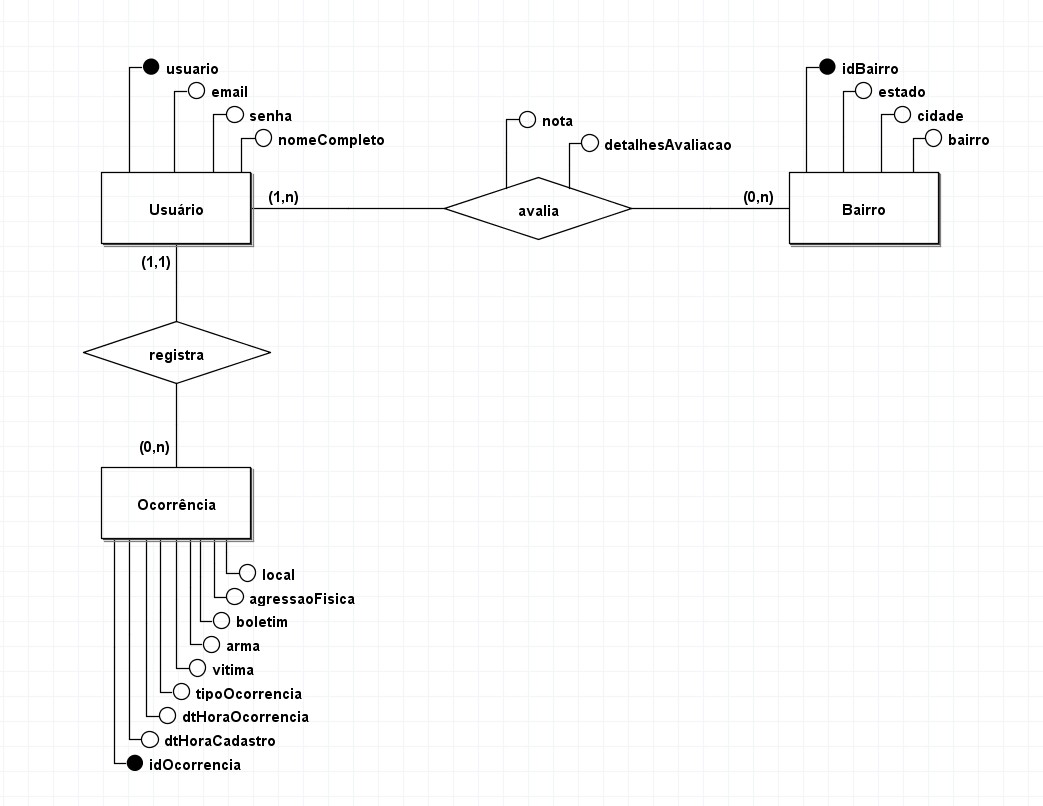 usuario
email
senha
nomeCompleto
Usuário
(1,n)
nota
detalhesAvaliacao
avalia
(0,n)
idBairro
estado
cidade
bairro
Bairro
(1,1)
registra
(0,n)
Ocorrência
local
agressaoFisica
boletim
arma
vitima
tipoOcorrencia
dtHoraOcorrencia
dtHoraCadastro
idOcorrencia